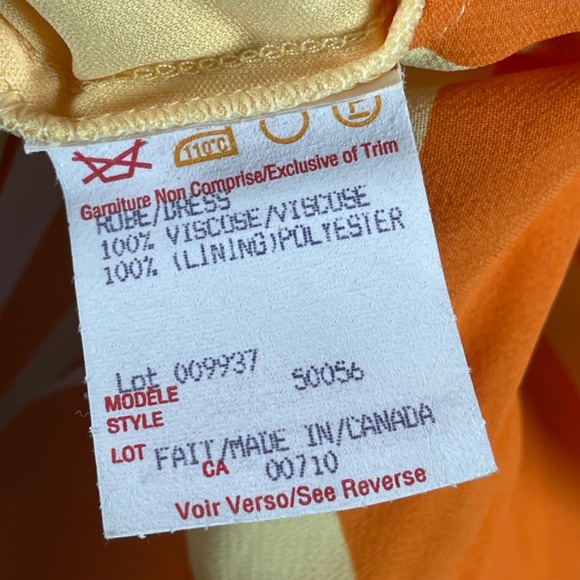 110°C
Garniture Non Comprise/Exclusive of Trim
ROBE/DRESS
100% VISCOSE/VISCOSE
100% (LINING)POLYESTER
Lot 009937 50056
MODÈLE
STYLE
LOT FAIT/MADE IN/CANADA
CA 00710
Voir Verso/See Reverse